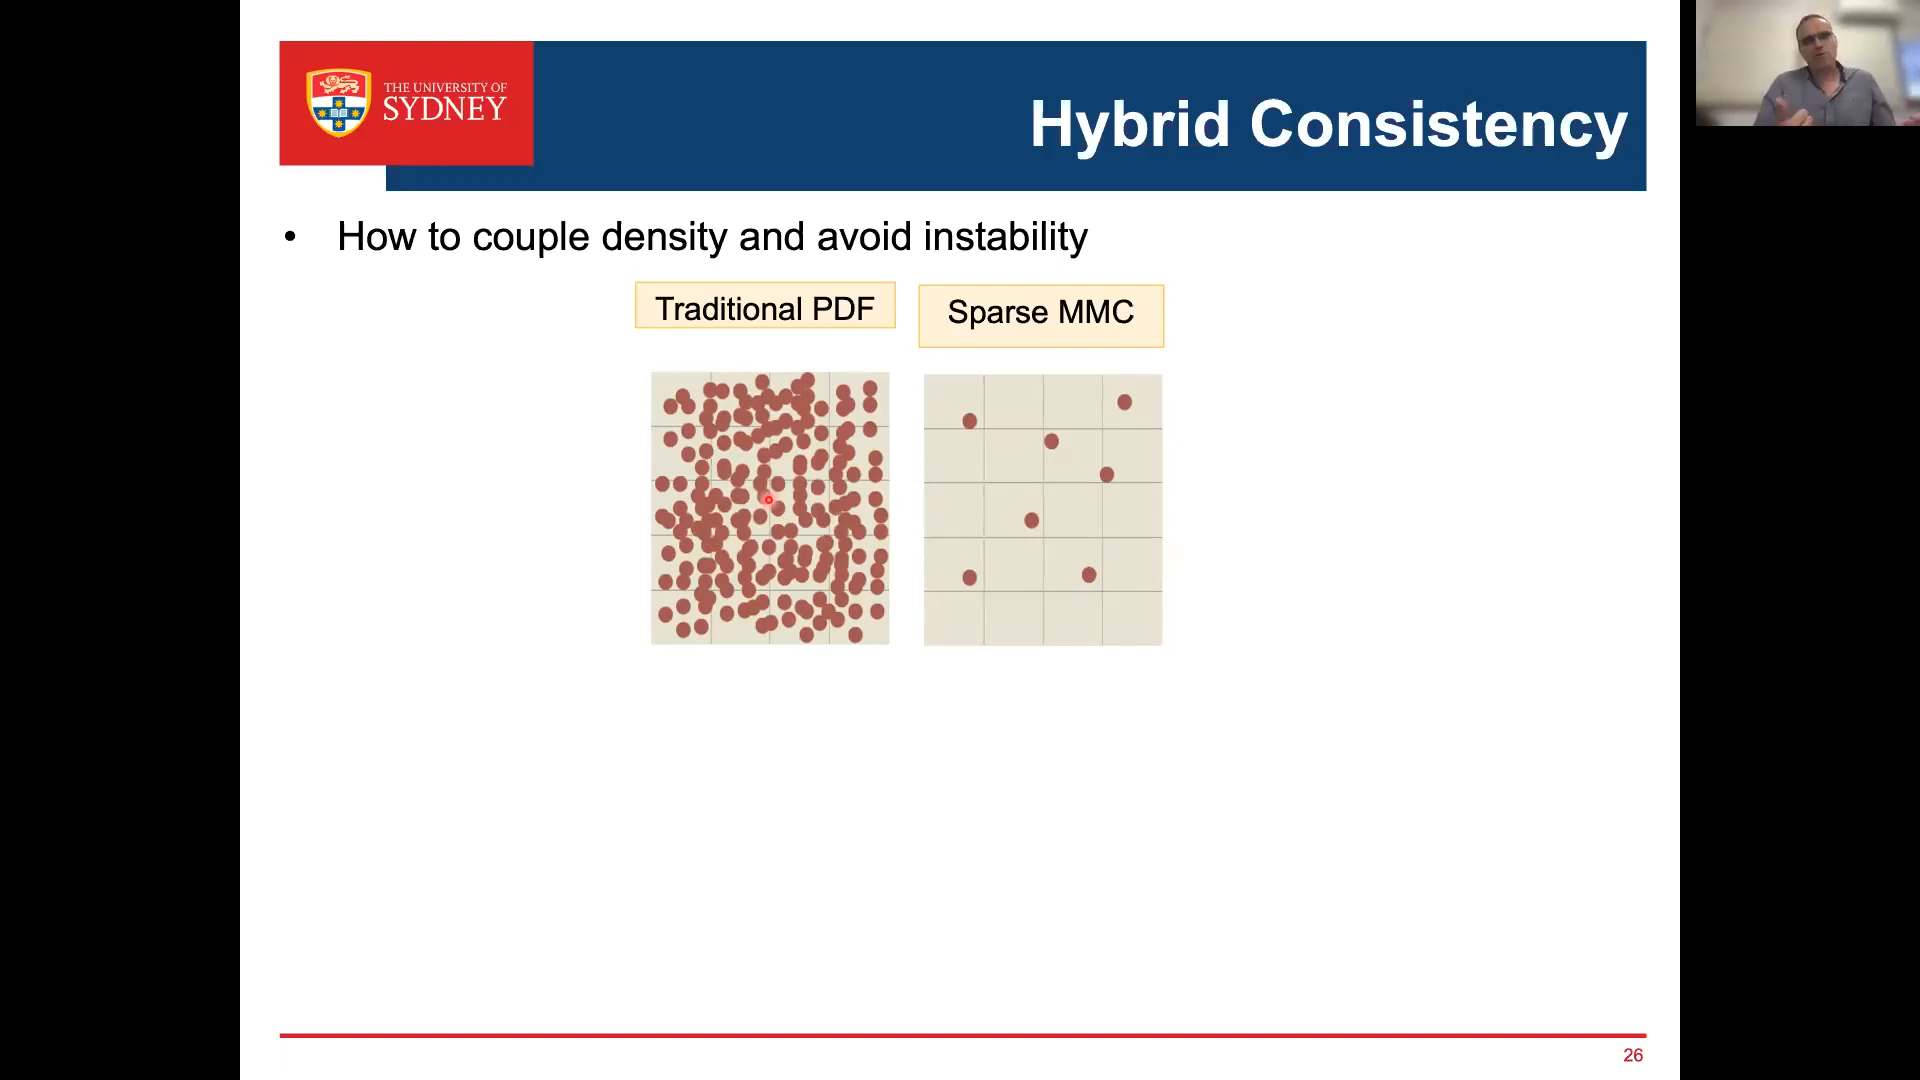 THE UNIVERSITY OF
SYDNEY
Hybrid Consistency
• How to couple density and avoid instability
Traditional PDF
Sparse MMC
26